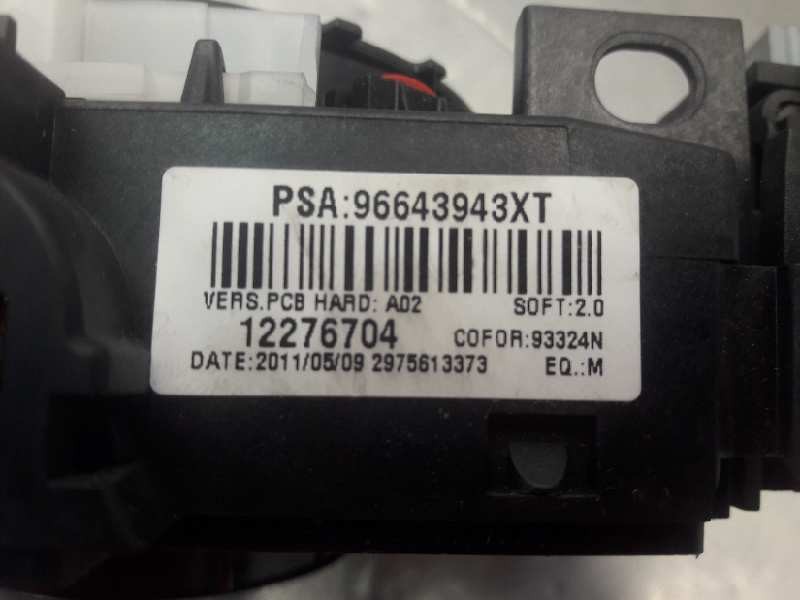 PSA:96643943XT
VERS.PCB HARD: A02 SOFT:2.0
12276704 COFOR:93324N
DATE:2011/05/09 2975613373 EQ.:M